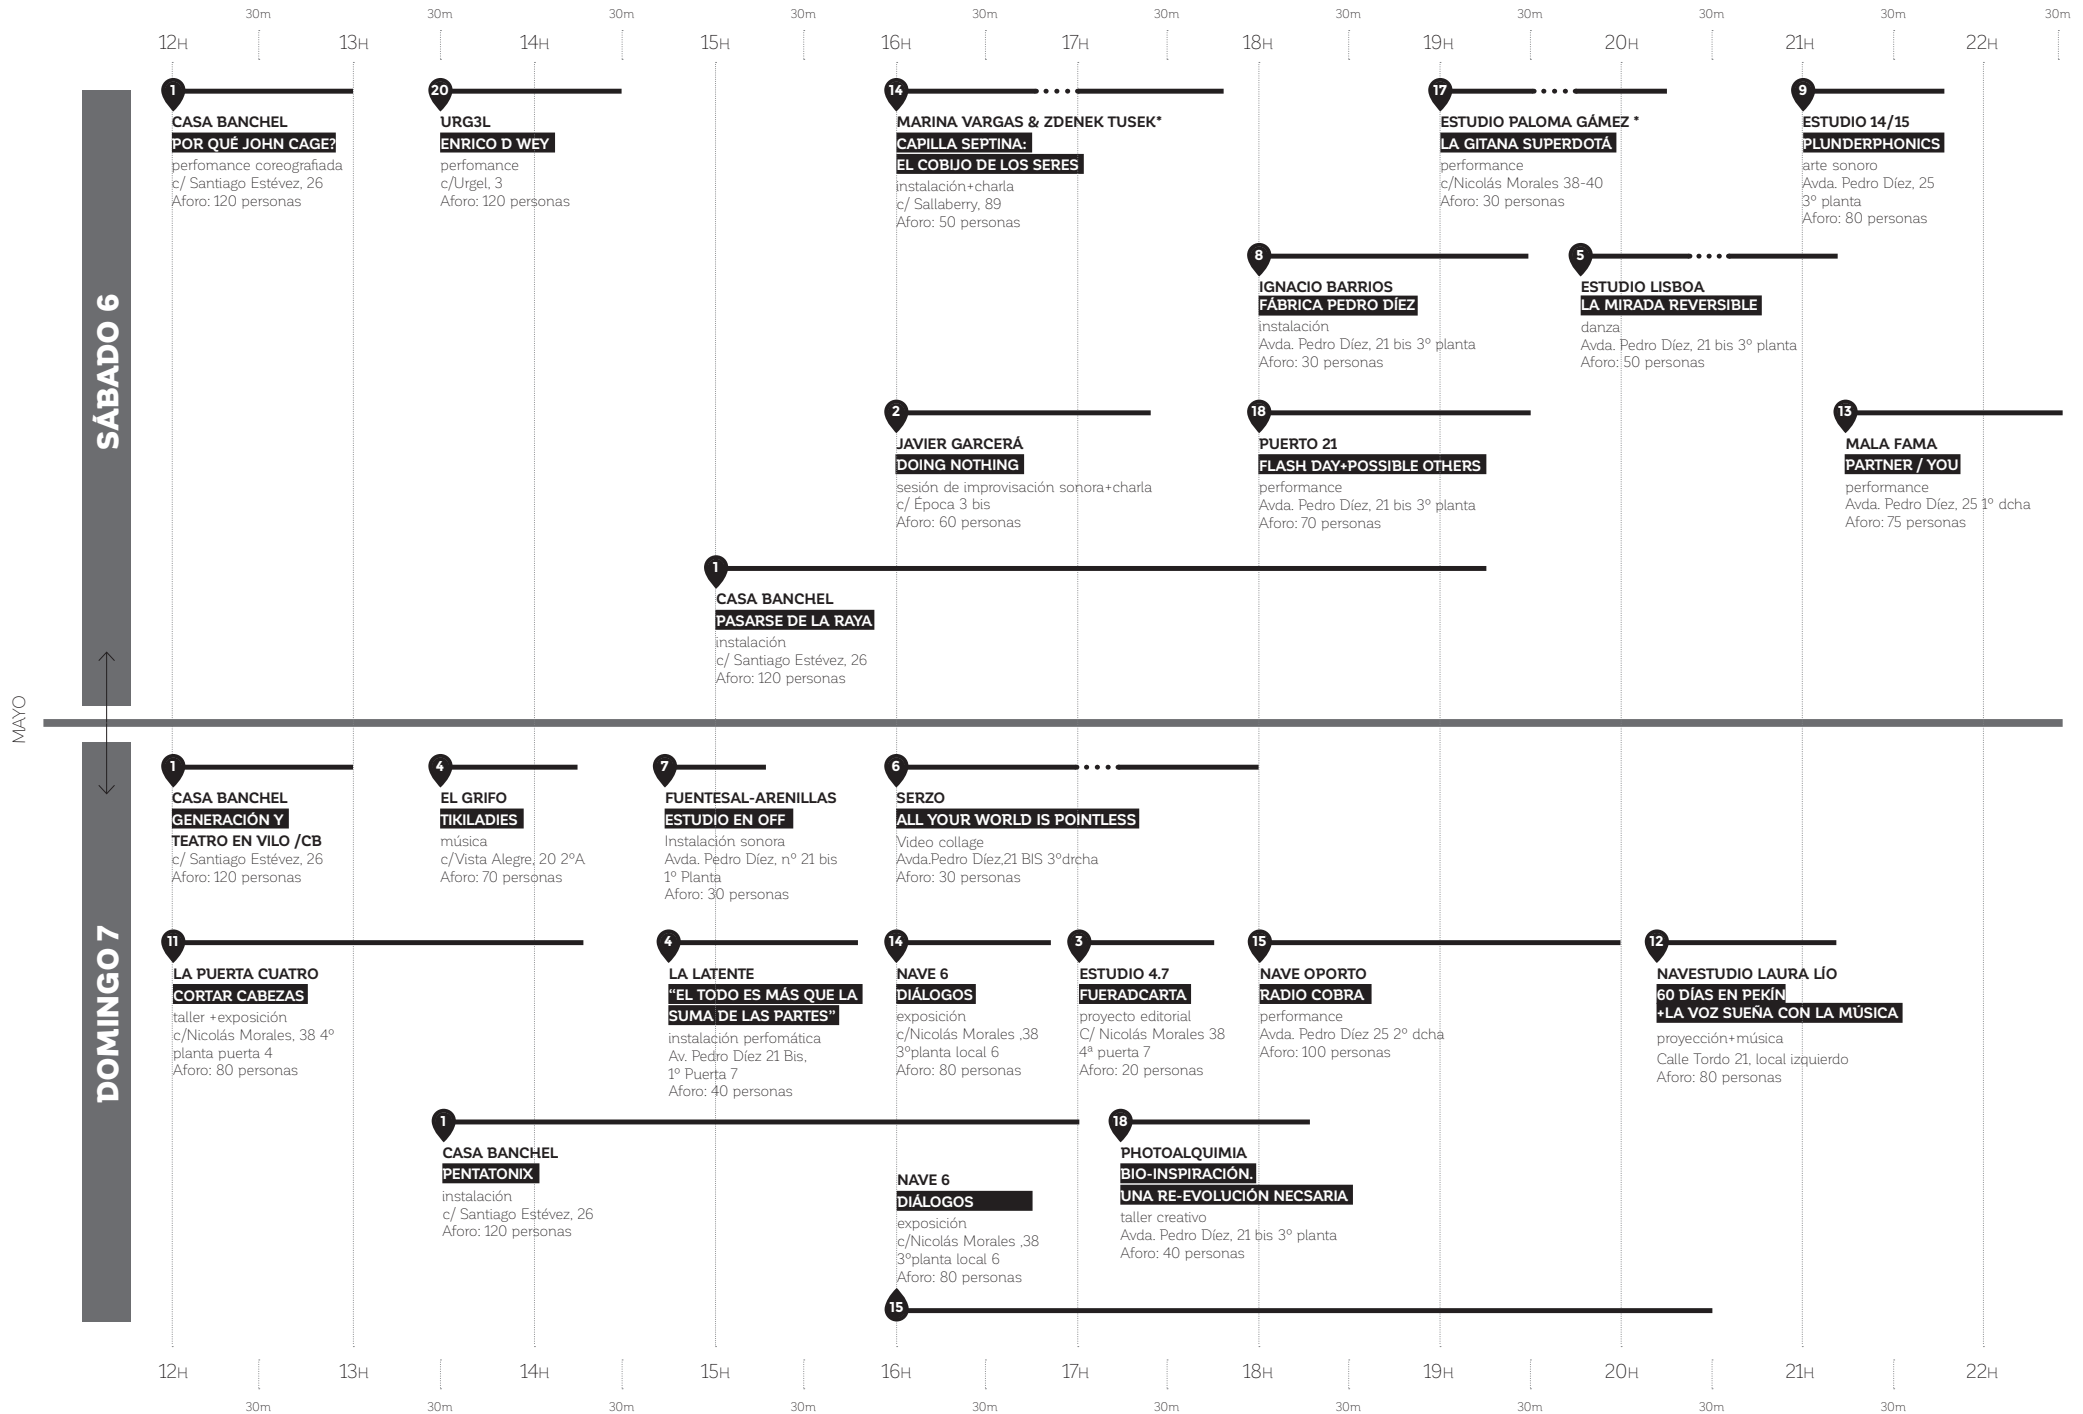 30m 30m 30m 30m 30m 30m 30m 30m 30m 30m 30m
12H 13H 14H 15H 16H 17H 18H 19H 20H 21H 22H
MAYO
SÁBADO 6
1
CASA BANCHEL
POR QUÉ JOHN CAGE?
perfomance coreografiada
c/ Santiago Estévez, 26
Aforo: 120 personas
20
URG3L
ENRICO D WEY
perfomance
c/Urgel, 3
Aforo: 120 personas
14
MARINA VARGAS & ZDENEK TUSEK*
CAPILLA SEPTINA:
EL COBIJO DE LOS SERES
instalación+charla
c/ Sallaberry, 89
Aforo: 50 personas
17
ESTUDIO PALOMA GÁMEZ *
LA GITANA SUPERDOTÁ
performance
c/Nicolás Morales 38-40
Aforo: 30 personas
9
ESTUDIO 14/15
PLUNDERPHONICS
arte sonoro
Avda. Pedro Díez, 25
3º planta
Aforo: 80 personas
8
IGNACIO BARRIOS
FÁBRICA PEDRO DÍEZ
instalación
Avda. Pedro Díez, 21 bis 3º planta
Aforo: 30 personas
5
ESTUDIO LISBOA
LA MIRADA REVERSIBLE
danza
Avda. Pedro Díez, 21 bis 3º planta
Aforo: 50 personas
2
JAVIER GARCERÁ
DOING NOTHING
sesión de improvisación sonora+charla
c/ Época 3 bis
Aforo: 60 personas
18
PUERTO 21
FLASH DAY+POSSIBLE OTHERS
performance
Avda. Pedro Díez, 21 bis 3º planta
Aforo: 70 personas
13
MALA FAMA
PARTNER / YOU
performance
Avda. Pedro Díez, 25 1º dcha
Aforo: 75 personas
1
CASA BANCHEL
PASARSE DE LA RAYA
instalación
c/ Santiago Estévez, 26
Aforo: 120 personas
DOMINGO 7
1
CASA BANCHEL
GENERACIÓN Y
TEATRO EN VILO /CB
c/ Santiago Estévez, 26
Aforo: 120 personas
4
EL GRIFO
TIKILADIES
música
c/Vista Alegre, 20 2ºA
Aforo: 70 personas
7
FUENTESAL-ARENILLAS
ESTUDIO EN OFF
Instalación sonora
Avda. Pedro Díez, nº 21 bis
1º Planta
Aforo: 30 personas
6
SERZO
ALL YOUR WORLD IS POINTLESS
Video collage
Avda.Pedro Díez,21 BIS 3ºdrcha
Aforo: 30 personas
11
LA PUERTA CUATRO
CORTAR CABEZAS
taller +exposición
c/Nicolás Morales, 38 4º
planta puerta 4
Aforo: 80 personas
4
LA LATENTE
“EL TODO ES MÁS QUE LA
SUMA DE LAS PARTES”
instalación perfomática
Av. Pedro Díez 21 Bis,
1º Puerta 7
Aforo: 40 personas
14
NAVE 6
DIÁLOGOS
exposición
c/Nicolás Morales ,38
3ºplanta local 6
Aforo: 80 personas
3
ESTUDIO 4.7
FUERADCARTA
proyecto editorial
C/ Nicolás Morales 38
4ª puerta 7
Aforo: 20 personas
15
NAVE OPORTO
RADIO COBRA
performance
Avda. Pedro Díez 25 2º dcha
Aforo: 100 personas
12
NAVESTUDIO LAURA LÍO
60 DÍAS EN PEKÍN
+LA VOZ SUEÑA CON LA MÚSICA
proyección+música
Calle Tordo 21, local izquierdo
Aforo: 80 personas
1
CASA BANCHEL
PENTATONIX
instalación
c/ Santiago Estévez, 26
Aforo: 120 personas
NAVE 6
DIÁLOGOS
exposición
c/Nicolás Morales ,38
3ºplanta local 6
Aforo: 80 personas
15
18
PHOTOALQUIMIA
BIO-INSPIRACIÓN.
UNA RE-EVOLUCIÓN NECSARIA
taller creativo
Avda. Pedro Díez, 21 bis 3º planta
Aforo: 40 personas
12H 13H 14H 15H 16H 17H 18H 19H 20H 21H 22H
30m 30m 30m 30m 30m 30m 30m 30m 30m 30m